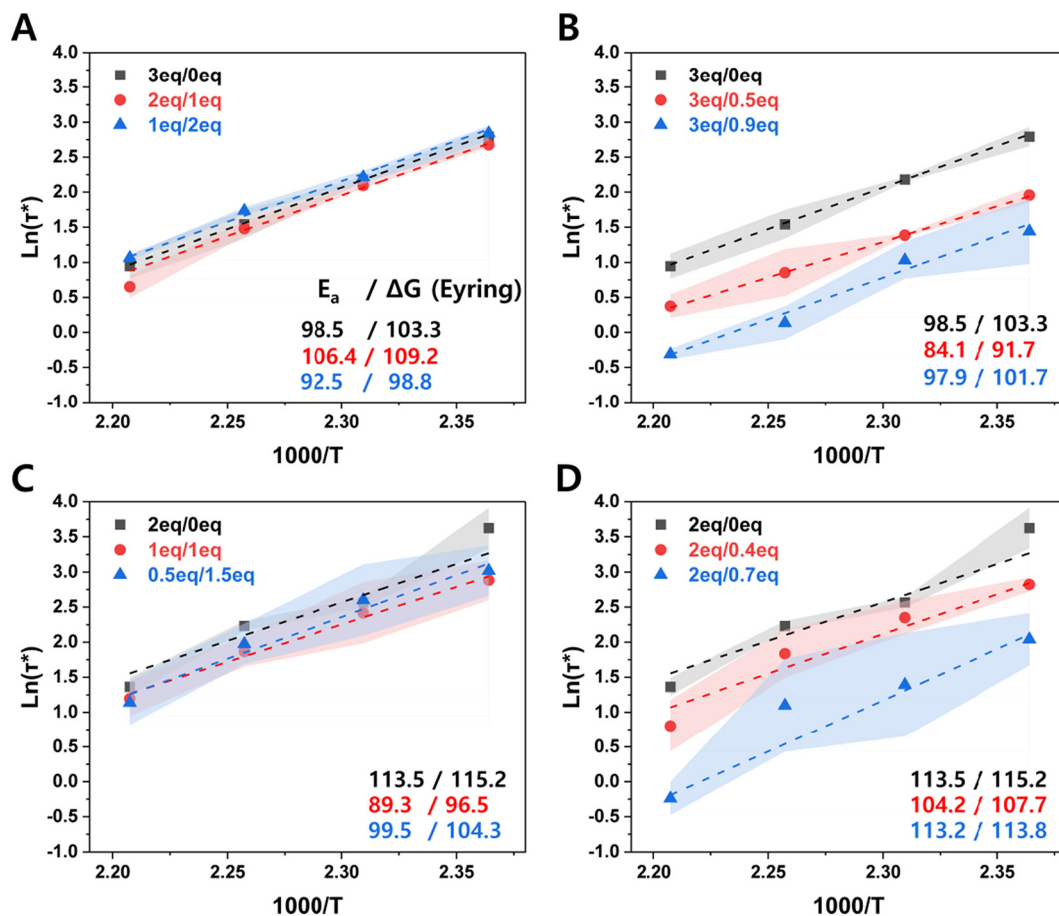 A
Ln(τ*)
4.0
3.5
3.0
2.5
2.0
1.5
1.0
0.5
0.0
-0.5
-1.0
3eq/0eq
2eq/1eq
1eq/2eq
Ea / ΔG (Eyring)
98.5 / 103.3
106.4 / 109.2
92.5 / 98.8
2.20 2.25 2.30 2.35
1000/T
B
Ln(τ*)
4.0
3.5
3.0
2.5
2.0
1.5
1.0
0.5
0.0
-0.5
-1.0
3eq/0eq
3eq/0.5eq
3eq/0.9eq
98.5 / 103.3
84.1 / 91.7
97.9 / 101.7
2.20 2.25 2.30 2.35
1000/T
C
Ln(τ*)
4.0
3.5
3.0
2.5
2.0
1.5
1.0
0.5
0.0
-0.5
-1.0
2eq/0eq
1eq/1eq
0.5eq/1.5eq
113.5 / 115.2
89.3 / 96.5
99.5 / 104.3
2.20 2.25 2.30 2.35
1000/T
D
Ln(τ*)
4.0
3.5
3.0
2.5
2.0
1.5
1.0
0.5
0.0
-0.5
-1.0
2eq/0eq
2eq/0.4eq
2eq/0.7eq
113.5 / 115.2
104.2 / 107.7
113.2 / 113.8
2.20 2.25 2.30 2.35
1000/T